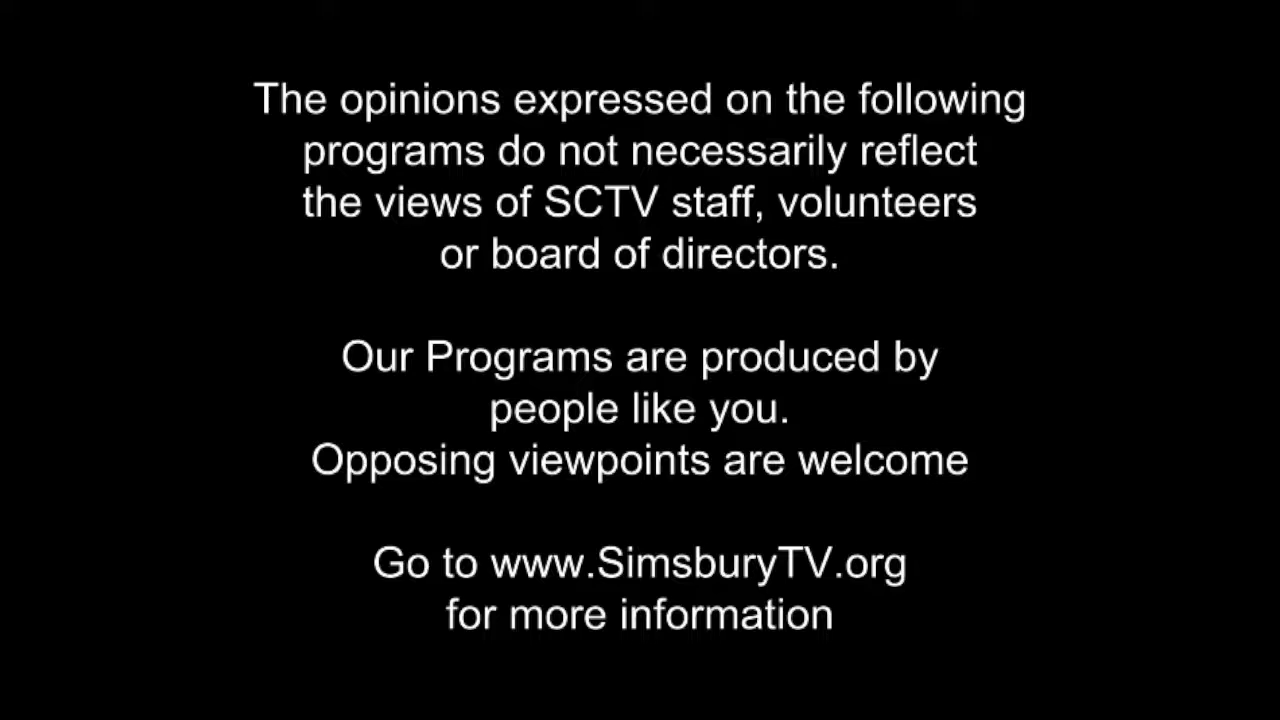 The opinions expressed on the following
programs do not necessarily reflect
the views of SCTV staff, volunteers
or board of directors.
Our Programs are produced by
people like you.
Opposing viewpoints are welcome
Go to www.SimsburyTV.org
for more information